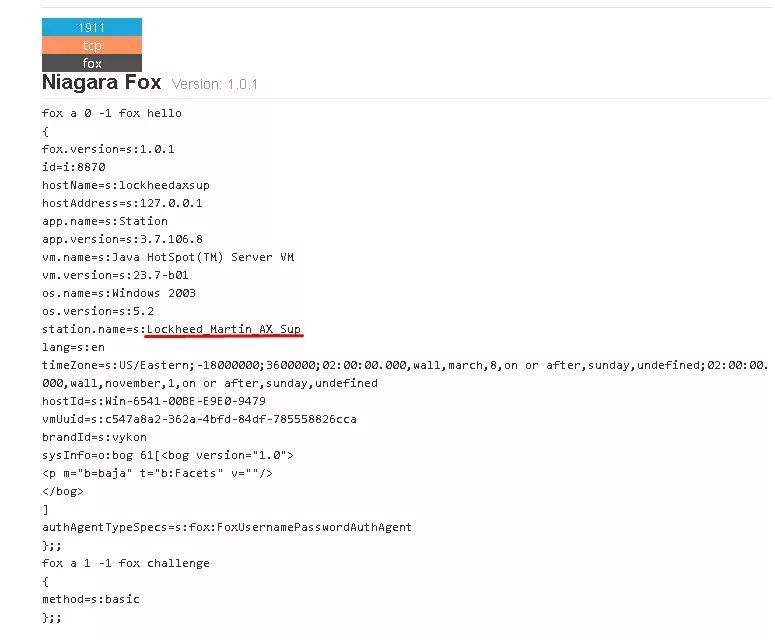 1911
tcp
fox
Niagara Fox Version: 1.0.1
fox a 0 -1 fox hello
{
fox.version=s:1.0.1
id=i:8870
hostName=s:lockheedaxsup
hostAddress=s:127.0.0.1
app.name=s:Station
app.version=s:3.7.106.8
vm.name=s:Java HotSpot(TM) Server VM
vm.version=s:23.7-b01
os.name=s:Windows 2003
os.version=s:5.2
station.name=s:Lockheed_Martin_AX_Sup
lang=s:en
timeZone=s:US/Eastern;-18000000;3600000;02:00:00.000,wall,march,8,on or after,sunday,undefined;02:00:00.
000,wall,november,1,on or after,sunday,undefined
hostId=s:Win-6541-00BE-E9E0-9479
vmUuid=s:c547a8a2-362a-4bfd-84df-785558826cca
brandId=s:vykon
sysInfo=o:bog 61[<bog version="1.0">
<p m="b=baja" t="b:Facets" v=""/>
</bog>
]
authAgentTypeSpecs=s:fox:FoxUsernamePasswordAuthAgent
};;
fox a 1 -1 fox challenge
{
method=s:basic
};;